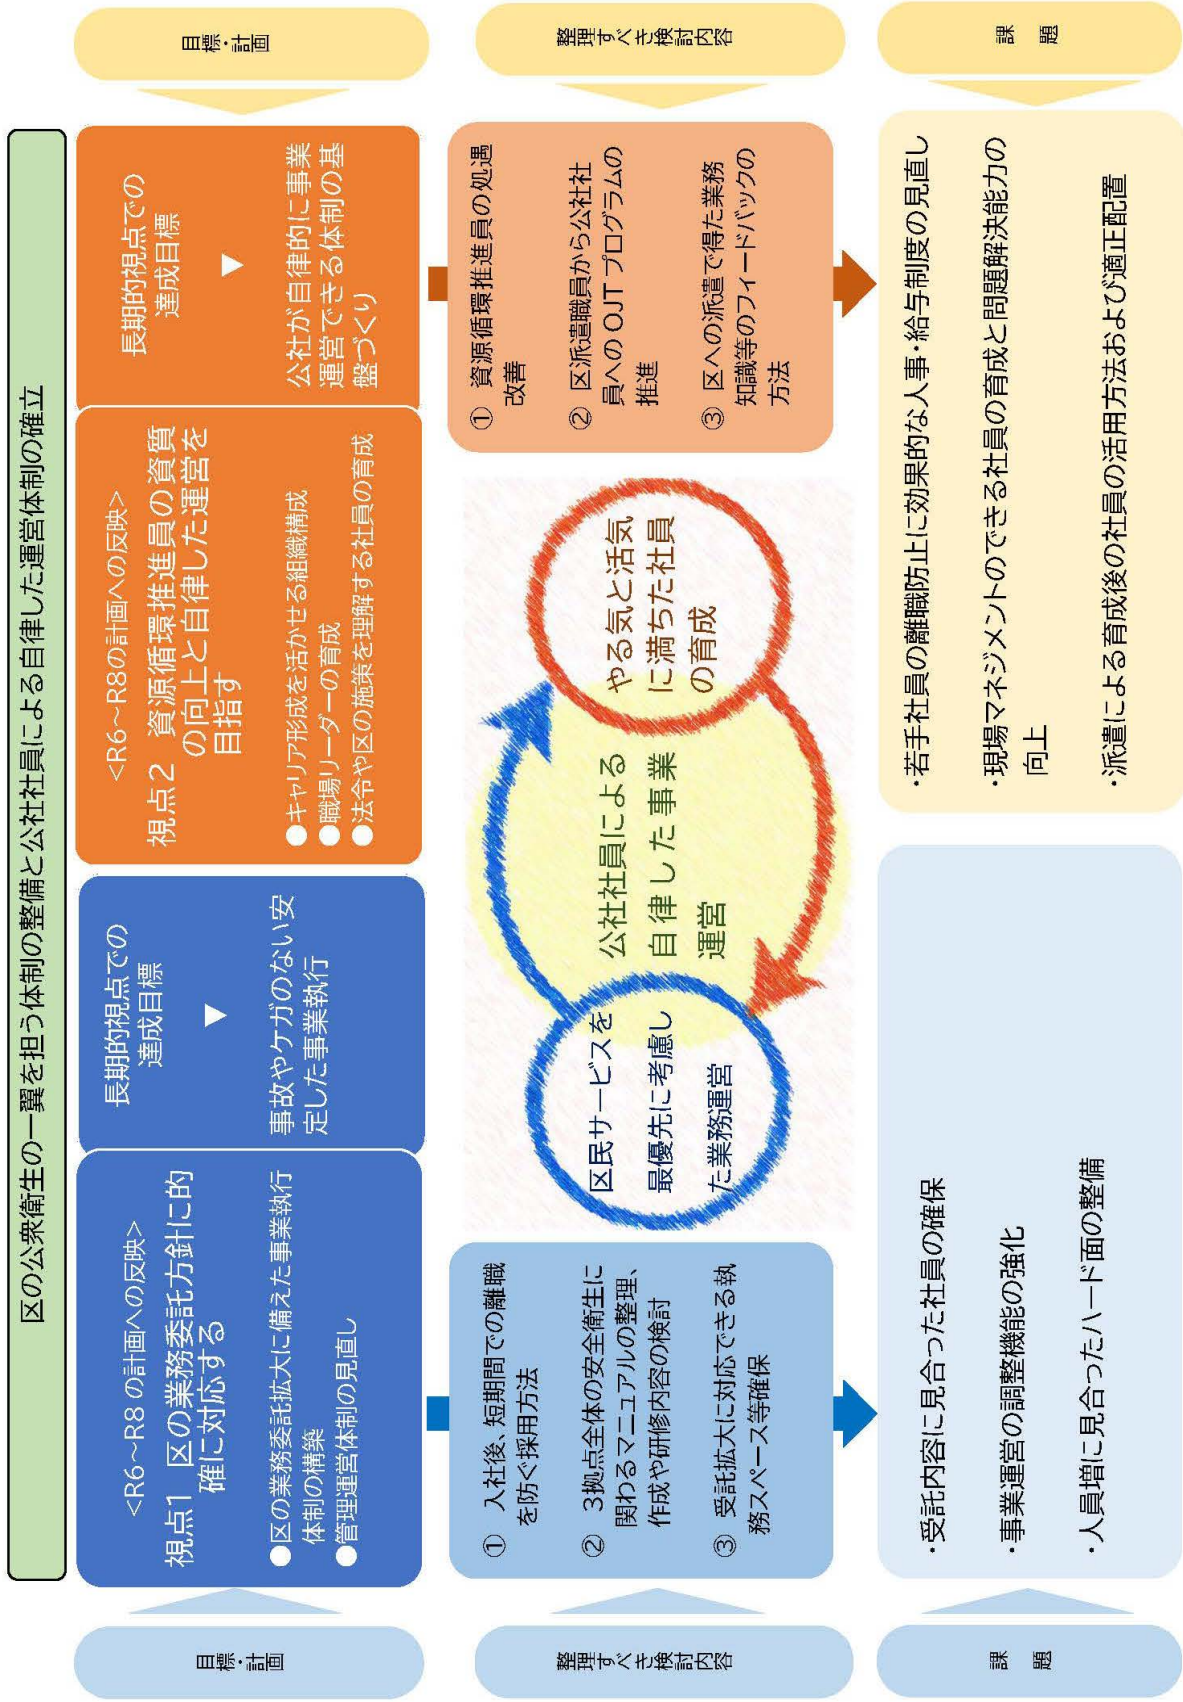 区の公衆衛生の一翼を担う体制の整備と公社社員による自律した運営体制の確立
目標・計画
<R6~R8 の計画への反映>
視点1 区の業務委託方針に的
確に対応する
●区の業務委託拡大に備えた事業執行
体制の構築
●管理運営体制の見直し
長期的視点での
達成目標
▼
事故やケガのない安
定した事業執行
<R6~R8の計画への反映>
視点2 資源循環推進員の資質
の向上と自律した運営を
目指す
●キャリア形成を活かせる組織構成
●職場リーダーの育成
●法令や区の施策を理解する社員の育成
長期的視点での
達成目標
▼
公社が自律的に事業
運営できる体制の基
盤づくり
目標・計画
整理すべき検討内容
① 入社後、短期間での離職
を防ぐ採用方法
② 3拠点全体の安全衛生に
関わるマニュアルの整理、
作成や研修内容の検討
③ 受託拡大に対応できる執
務スペース等確保
区民サービスを
最優先に考慮し
た業務運営
公社社員による
自律した事業
運営
やる気と活気
に満ちた社員
の育成
① 資源循環推進員の処遇
改善
② 区派遣職員から公社社
員への OJT プログラムの
推進
③ 区への派遣で得た業務
知識等のフィードバックの
方法
整理すべき検討内容
課題
・受託内容に見合った社員の確保
・事業運営の調整機能の強化
・人員増に見合ったハード面の整備
・若手社員の離職防止に効果的な人事・給与制度の見直し
・現場マネジメントのできる社員の育成と問題解決能力の
向上
・派遣による育成後の社員の活用方法および適正配置
課題